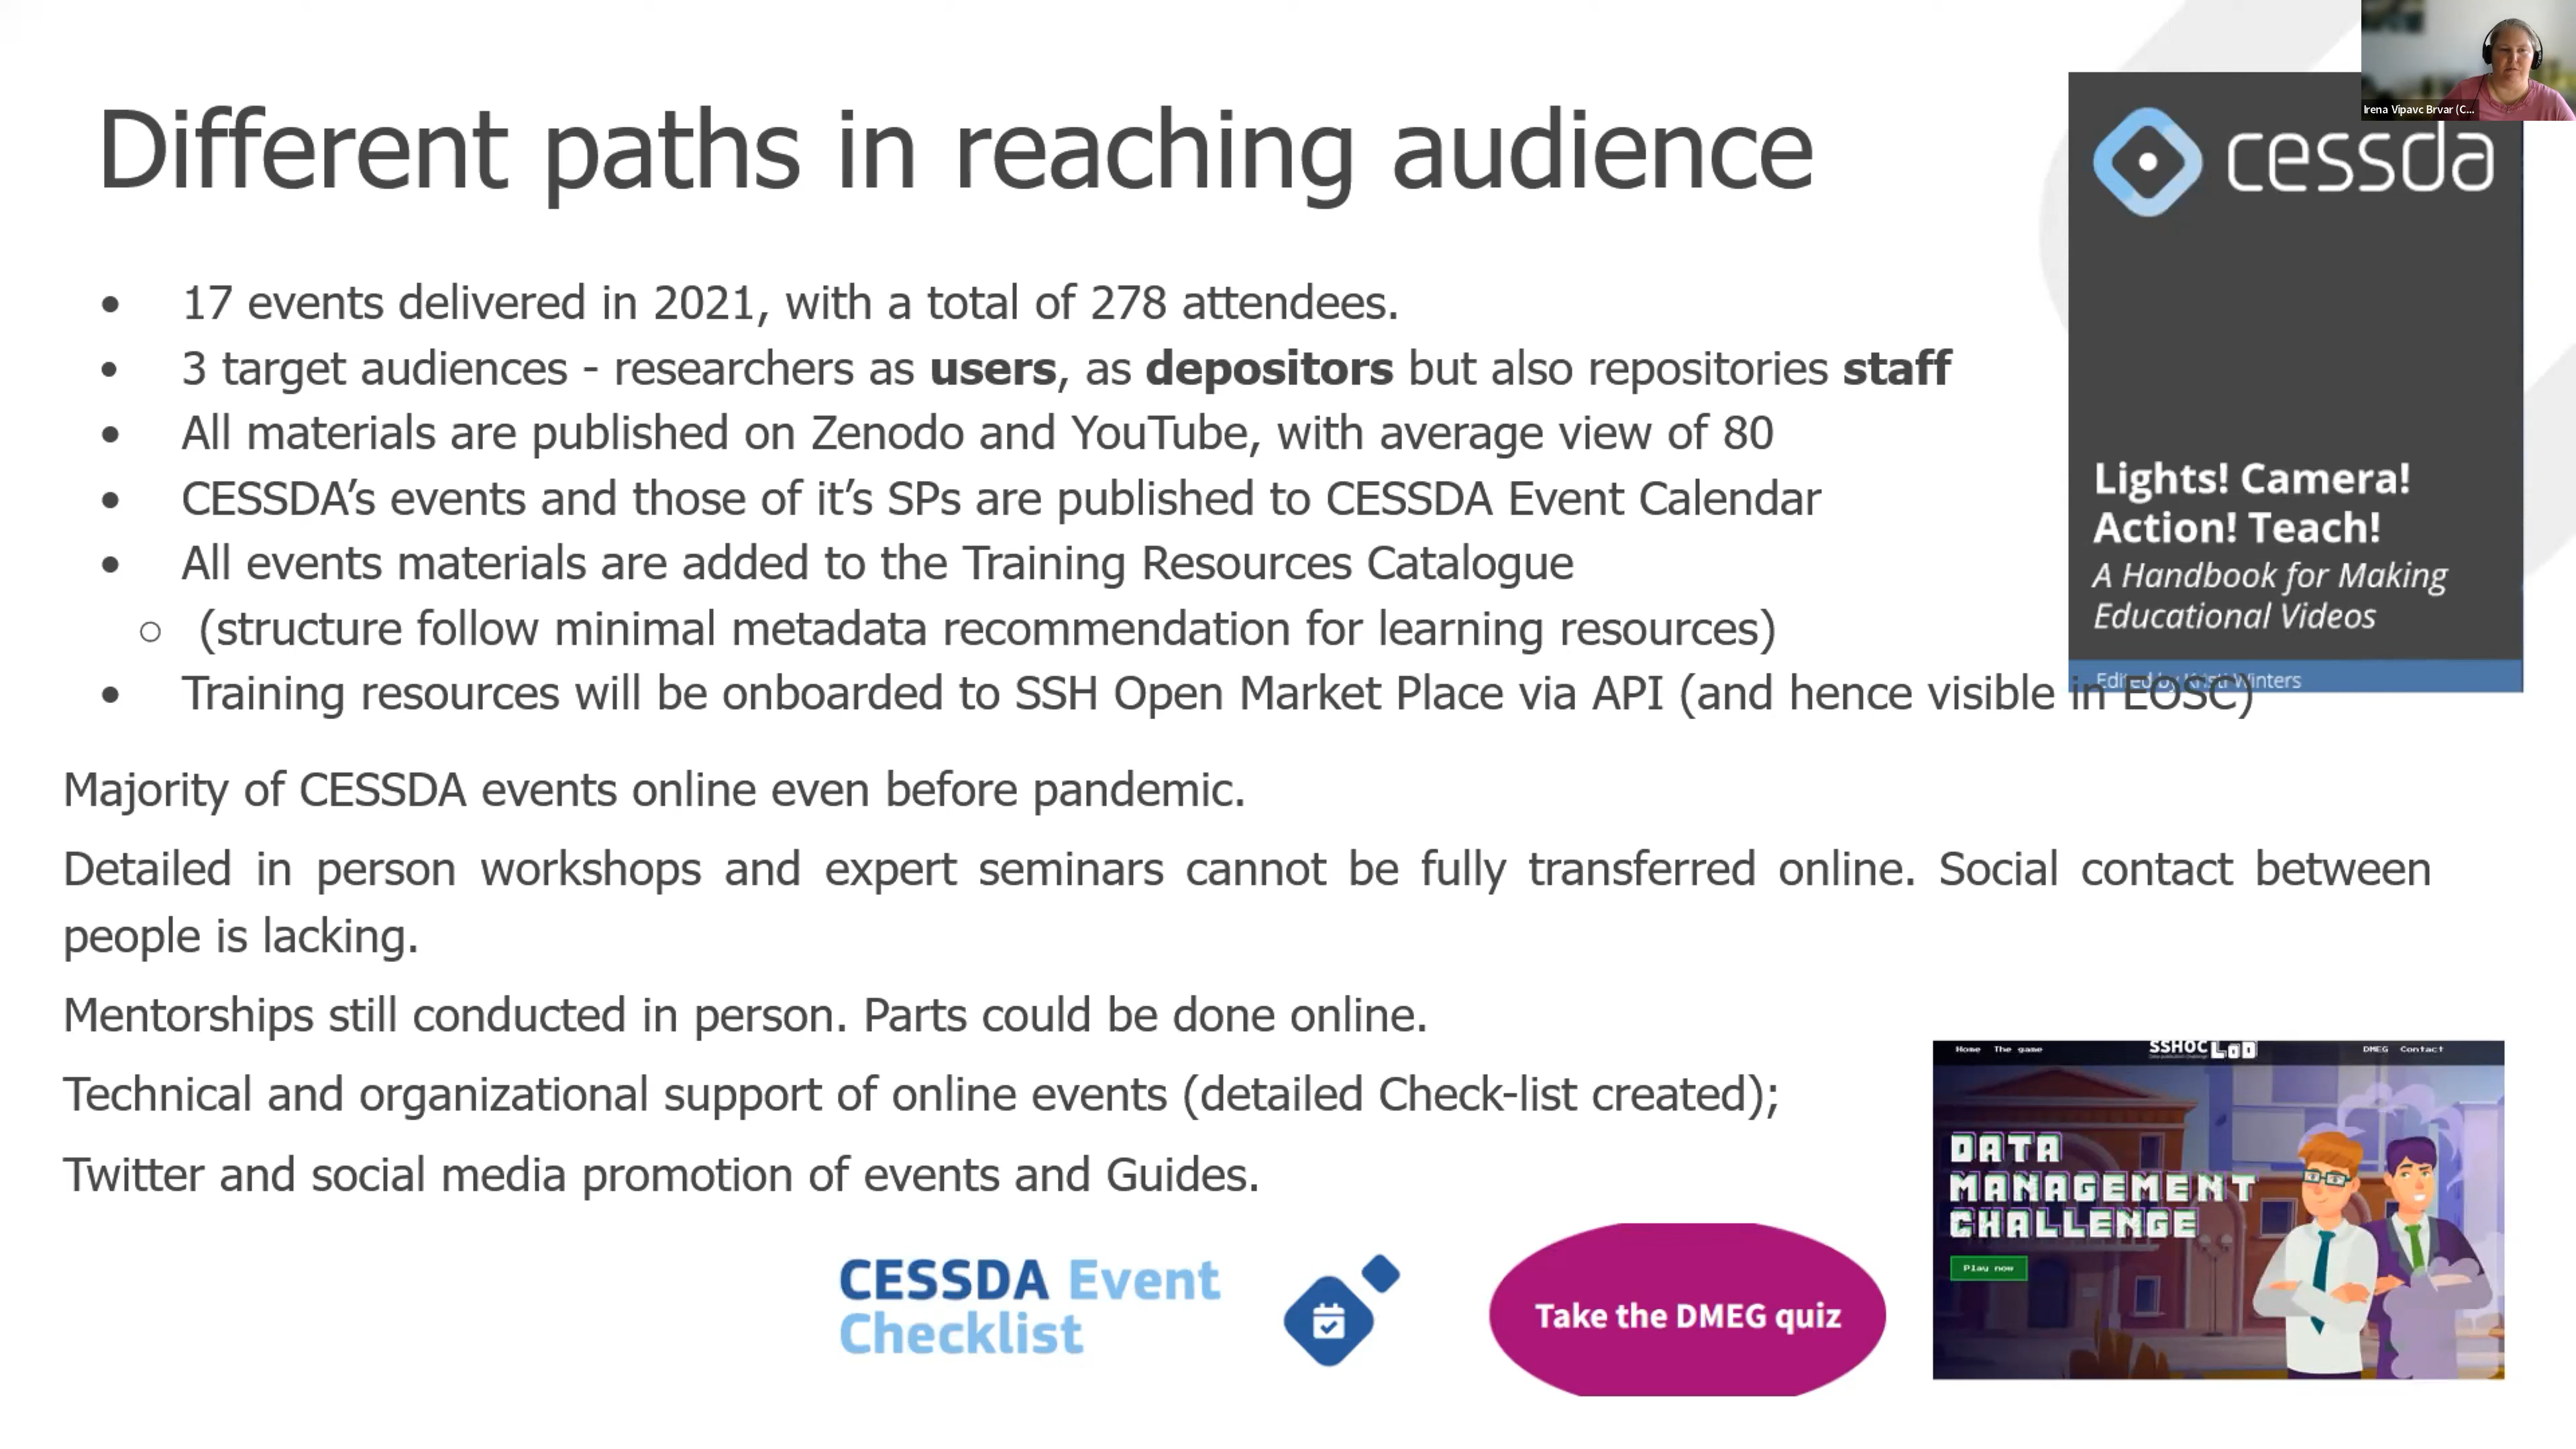 Irena Vipavc Brvar (C...
Different paths in reaching audience
cessda
• 17 events delivered in 2021, with a total of 278 attendees.
• 3 target audiences - researchers as users, as depositors but also repositories staff
• All materials are published on Zenodo and YouTube, with average view of 80
• CESSDA’s events and those of it’s SPs are published to CESSDA Event Calendar
• All events materials are added to the Training Resources Catalogue
○ (structure follow minimal metadata recommendation for learning resources)
• Training resources will be onboarded to SSH Open Market Place via API (and hence visible in EOSC)
Lights! Camera!
Action! Teach!
A Handbook for Making
Educational Videos
Edited by Kristi Winters
Majority of CESSDA events online even before pandemic.
Detailed in person workshops and expert seminars cannot be fully transferred online. Social contact between
people is lacking.
Mentorships still conducted in person. Parts could be done online.
Technical and organizational support of online events (detailed Check-list created);
Twitter and social media promotion of events and Guides.
CESSDA Event
Checklist
Take the DMEG quiz
Home The game SSHOC LOD DMEG Contact
DATA
MANAGEMENT
CHALLENGE
Play now